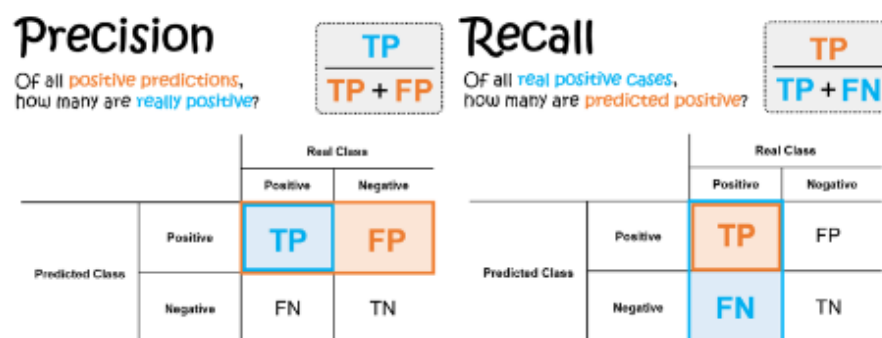 Precision
Of all positive predictions,
how many are really positive?
TP
TP + FP
Real Class
Positive Negative
Predicted Class
Positive TP FP
Negative FN TN
Recall
Of all real positive cases,
how many are predicted positive?
TP
TP + FN
Real Class
Positive Negative
Predicted Class
Positive TP FP
Negative FN TN